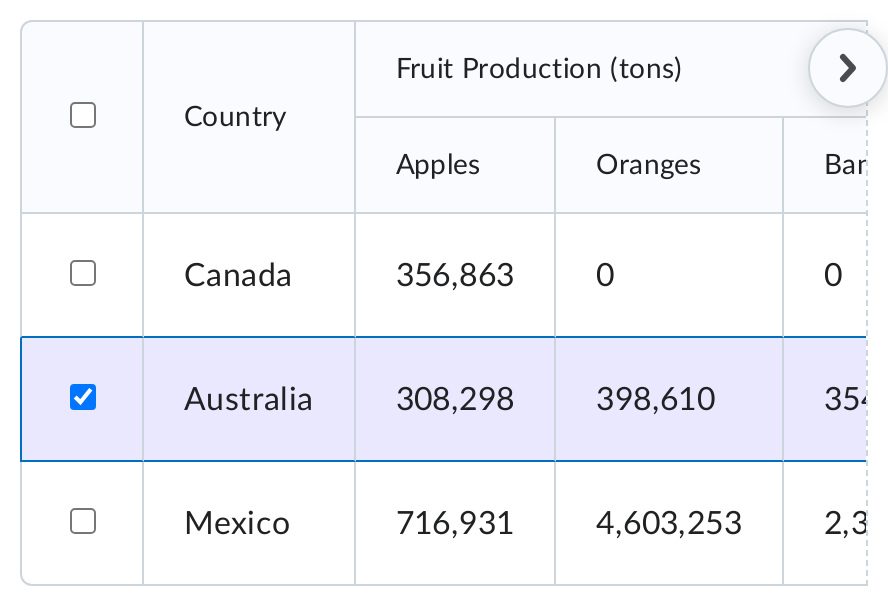 Country
Fruit Production (tons)
Apples Oranges
Canada 356,863 0 0
Australia 308,298 398,610
Mexico 716,931 4,603,253